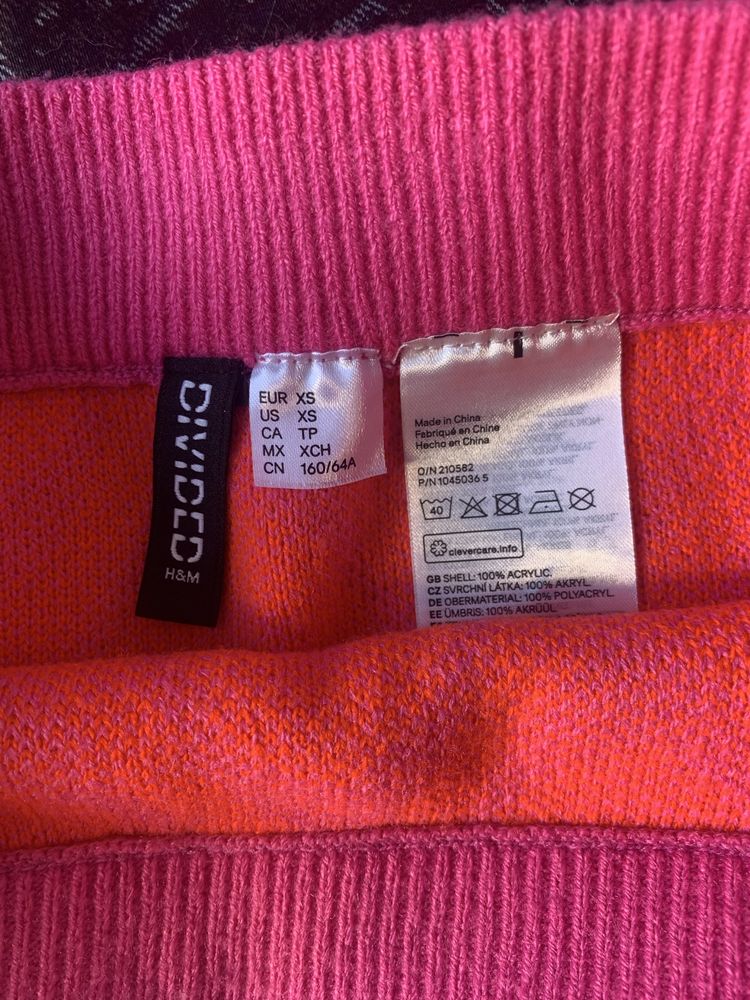 DIVIDED
H&M
EUR XS
US XS
CA TP
MX XCH
CN 160/64A
Made in China
Fabriqué en Chine
Hecho en China
O/N 210582
P/N 1045036 5
40
clevercare.info
GB SHELL: 100% ACRYLIC.
CZ SVRCHNÍ LÁTKA: 100% AKRYL.
DE OBERMATERIAL: 100% POLYACRYL.
EE ÜMBRIS: 100% AKRÜÜL.